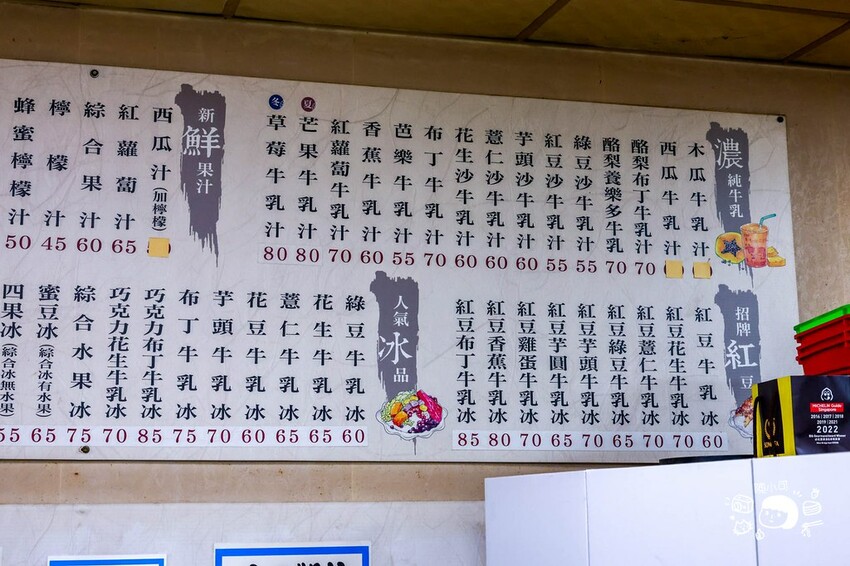 濃純牛乳
木瓜牛乳汁
西瓜牛乳汁
酪梨布丁牛乳汁 70
酪梨養樂多牛乳 70
綠豆沙牛乳汁 55
紅豆沙牛乳汁 55
芋頭沙牛乳汁 60
薏仁沙牛乳汁 60
花生沙牛乳汁 60
布丁牛乳汁 70
芭樂牛乳汁 55
香蕉牛乳汁 60
紅蘿蔔牛乳汁 70
夏 芒果牛乳汁 80
冬 草莓牛乳汁 80
新鮮果汁
西瓜汁(加檸檬)
紅蘿蔔汁 65
綜合果汁 60
檸檬汁 45
蜂蜜檸檬汁 50
招牌紅豆
紅豆牛乳冰 60
紅豆花生牛乳冰 70
紅豆薏仁牛乳冰 70
紅豆綠豆牛乳冰 65
紅豆芋頭牛乳冰 70
紅豆芋圓牛乳冰 65
紅豆雞蛋牛乳冰 70
紅豆香蕉牛乳冰 80
紅豆布丁牛乳冰 85
人氣冰品
綠豆牛乳冰 60
花生牛乳冰 65
薏仁牛乳冰 65
花豆牛乳冰 60
芋頭牛乳冰 70
布丁牛乳冰 75
巧克力布丁牛乳冰 85
巧克力花生牛乳冰 70
綜合水果冰 75
蜜豆冰(綜合冰有水果) 65
四果冰(綜合冰無水果) 55
MICHELIN Guide
Singapore
2016 | 2017 | 2018
2019 | 2021
2022